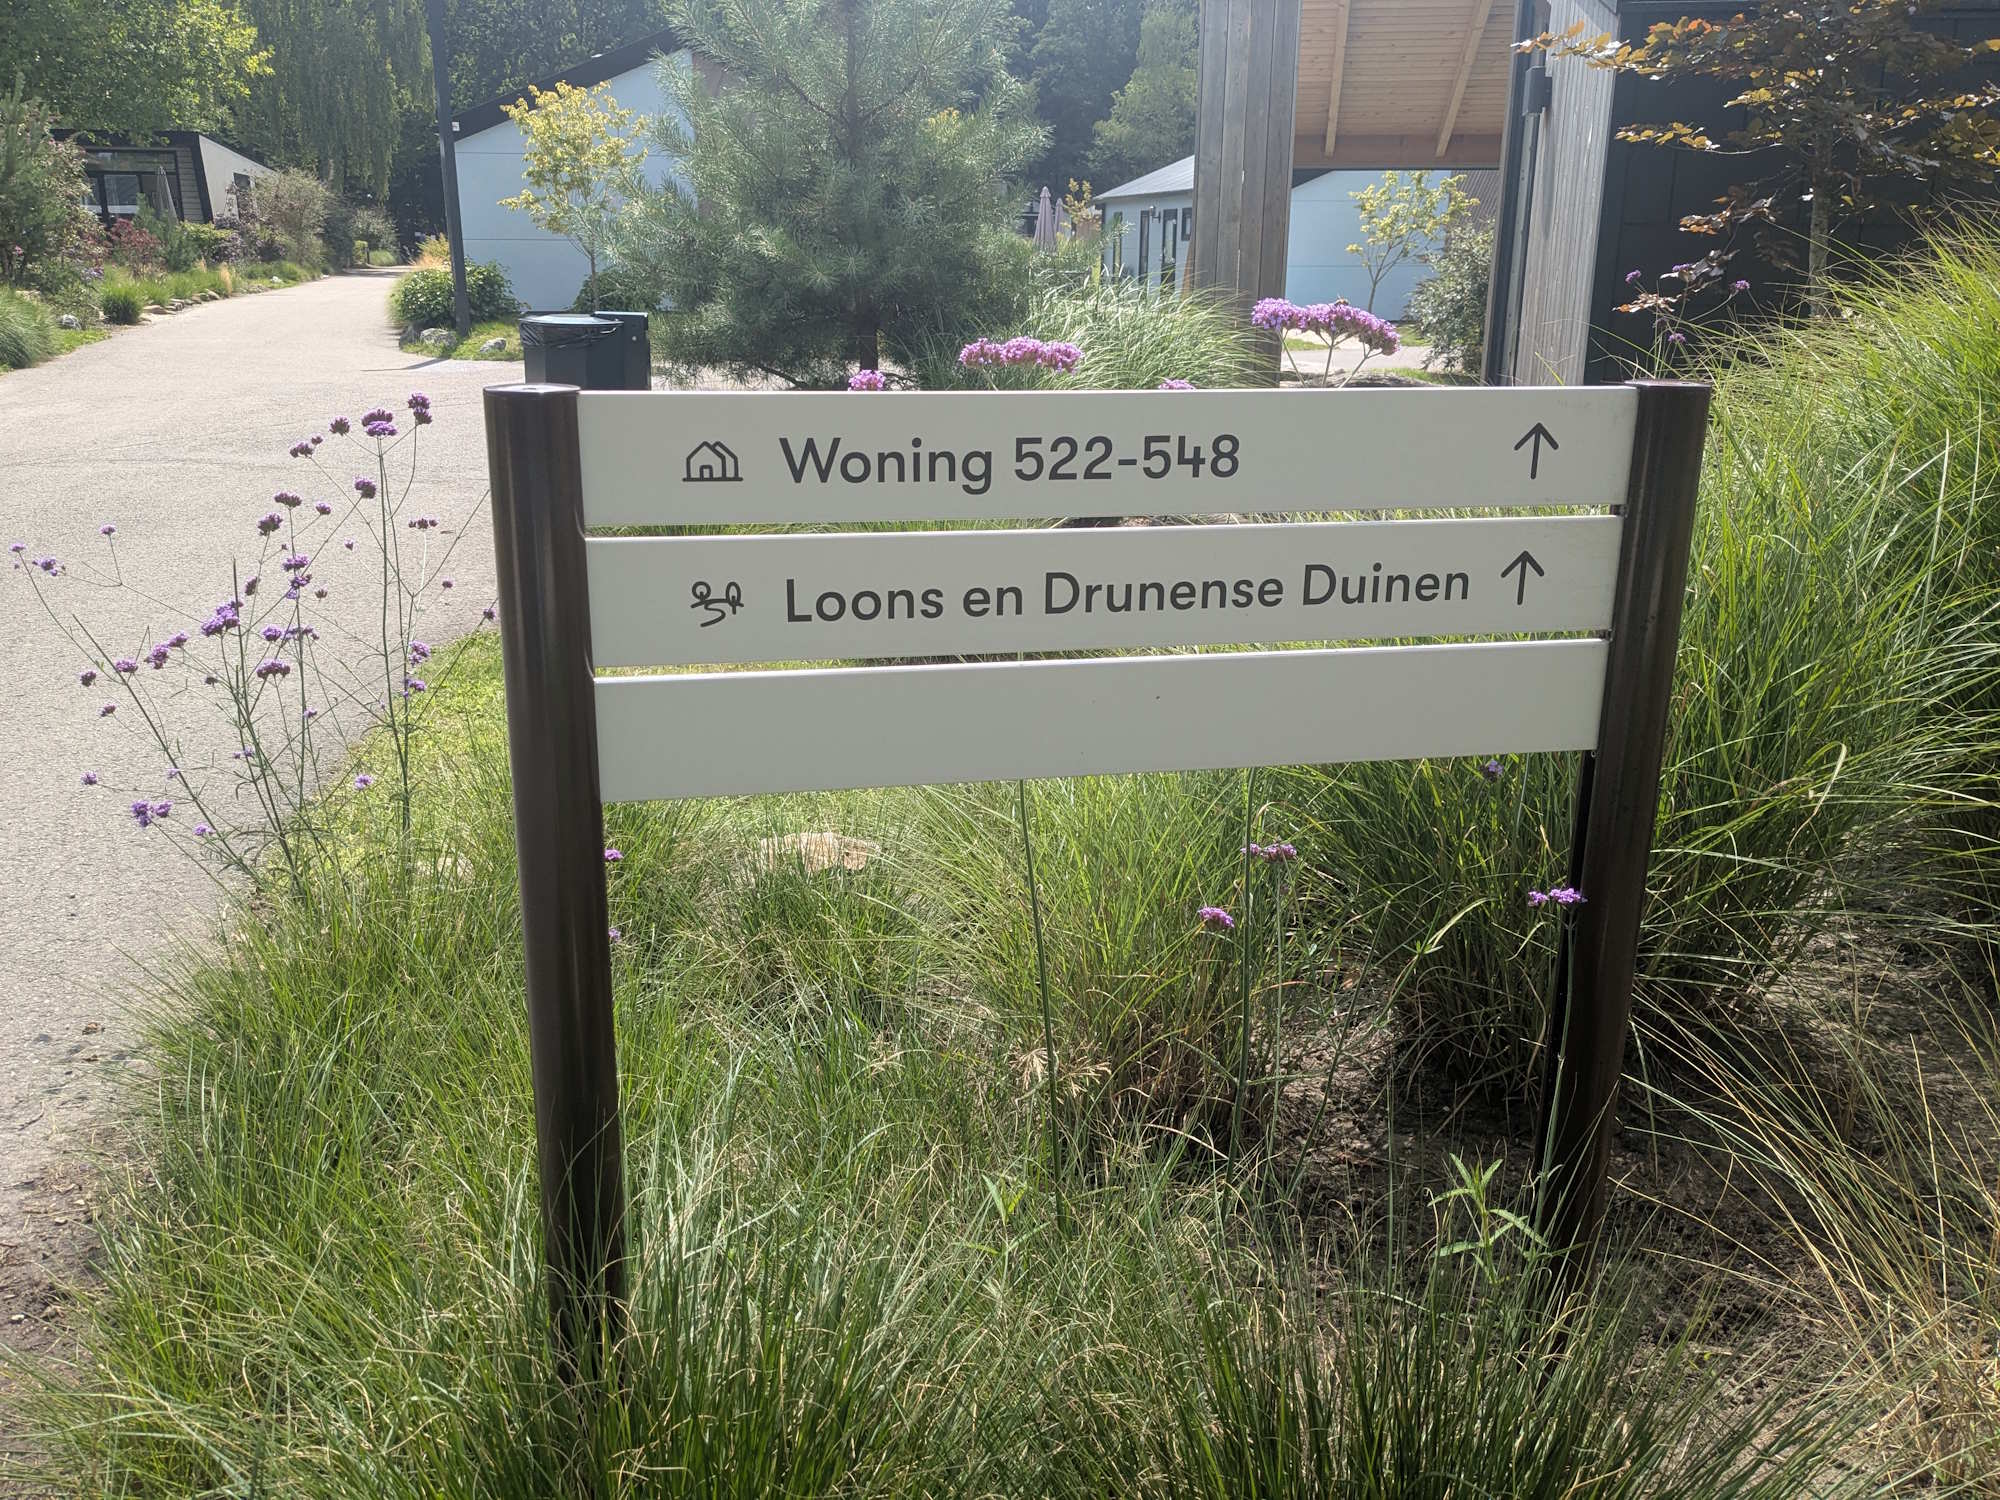 Woning 522-548
Loons en Drunense Duinen